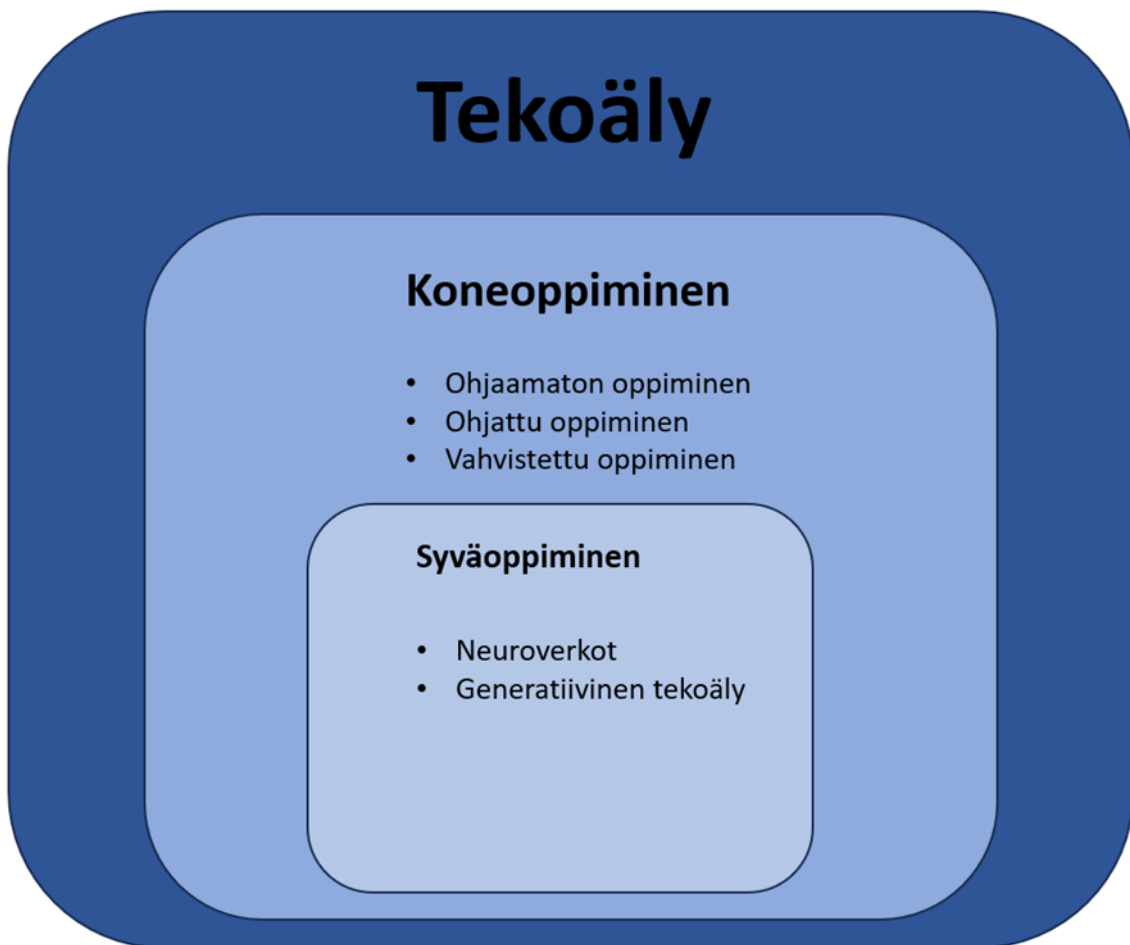 Tekoäly
Koneoppiminen
• Ohjaamaton oppiminen
• Ohjattu oppiminen
• Vahvistettu oppiminen
Syväoppiminen
• Neuroverkot
• Generatiivinen tekoäly